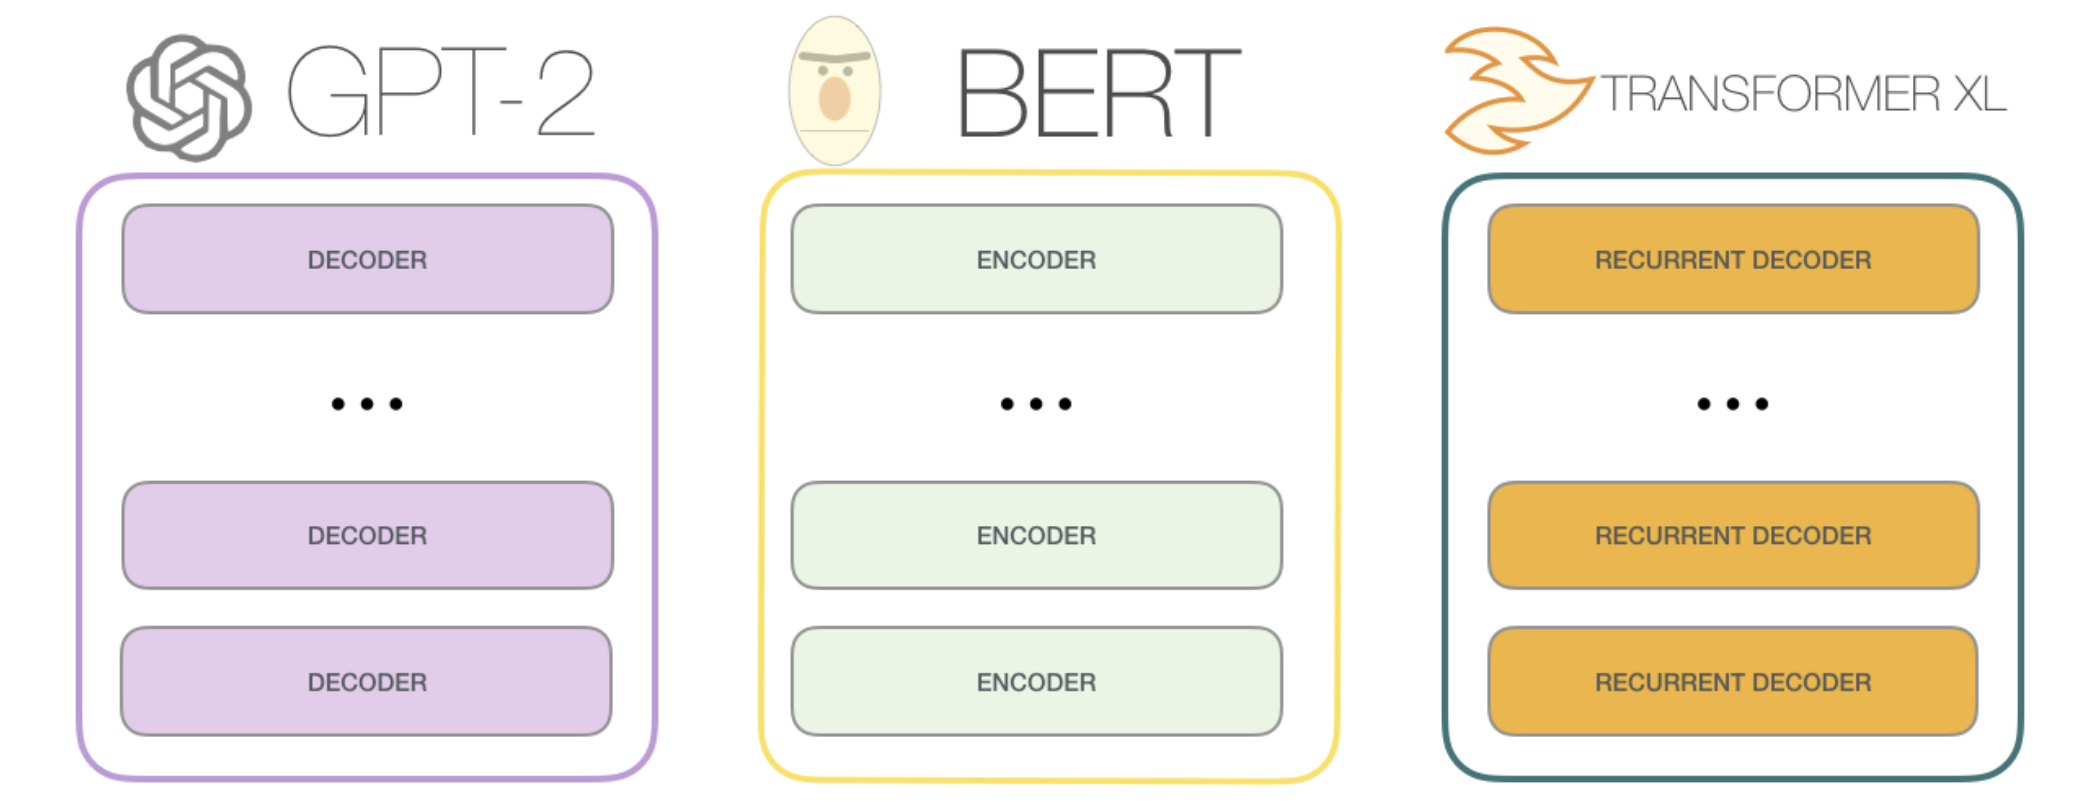 GPT-2
DECODER
DECODER
DECODER
BERT
ENCODER
ENCODER
ENCODER
TRANSFORMER XL
RECURRENT DECODER
RECURRENT DECODER
RECURRENT DECODER